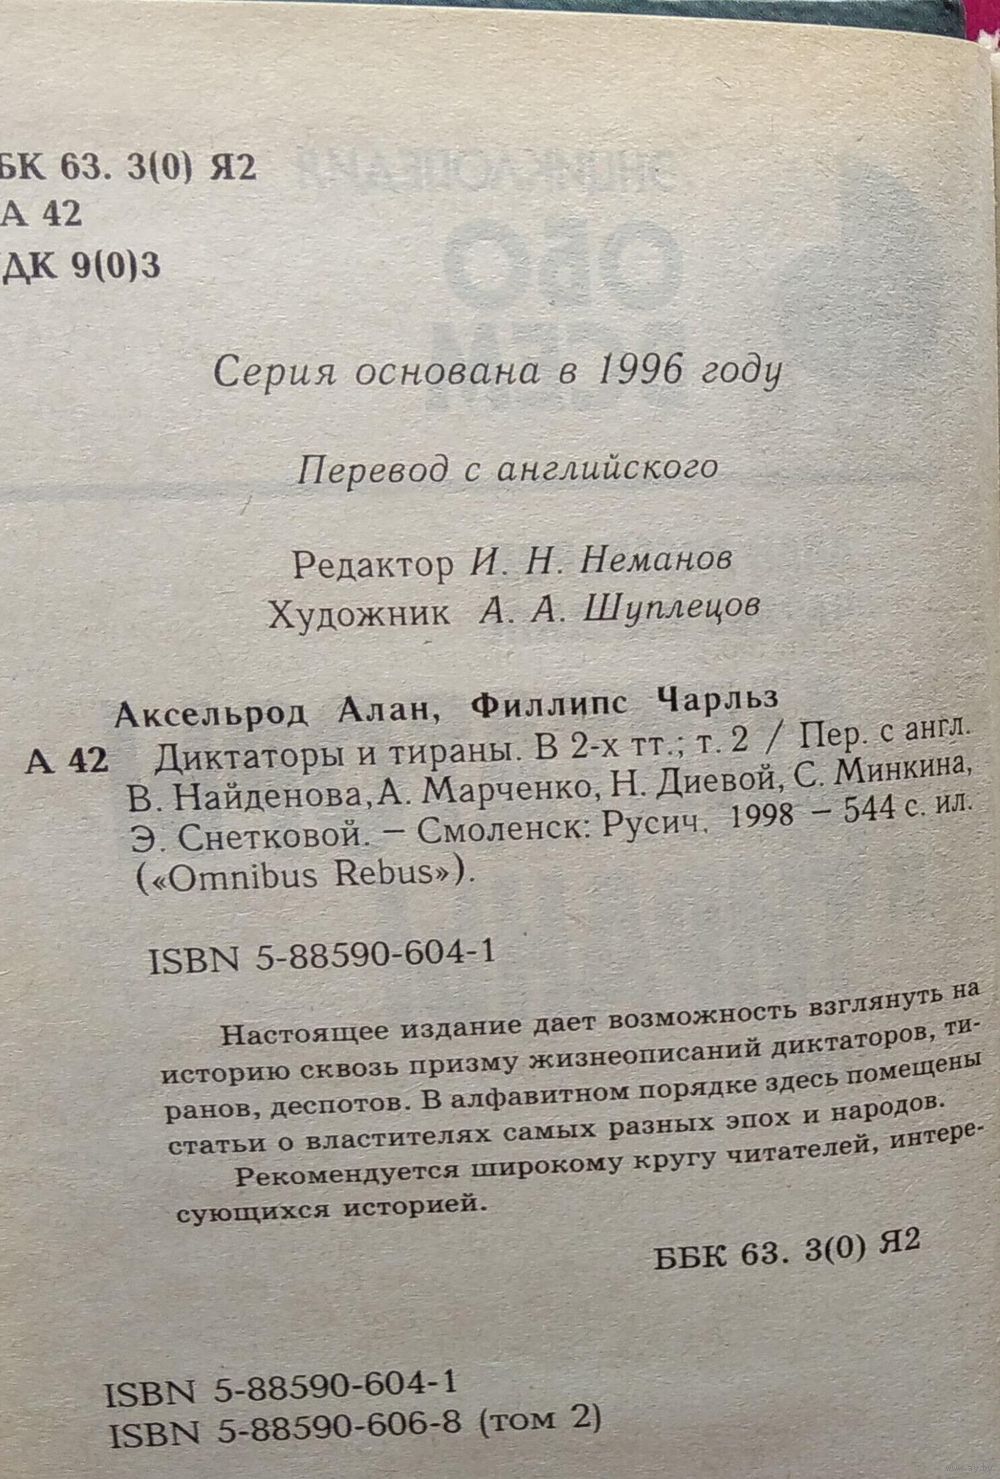 БК 63. 3(0) Я2
А 42
ДК 9(0)3
Серия основана в 1996 году
Перевод с английского
Редактор И. Н. Неманов
Художник А. А. Шуплецов
Аксельрод Алан, Филлипс Чарльз
А 42 Диктаторы и тираны. В 2-х тт.; т. 2 / Пер. с англ.
В. Найденова, А. Марченко, Н. Диевой, С. Минкина,
Э. Снетковой. – Смоленск: Русич, 1998 – 544 с. ил.
(«Omnibus Rebus»).
ISBN 5-88590-604-1
Настоящее издание дает возможность взглянуть на
историю сквозь призму жизнеописаний диктаторов, ти-
ранов, деспотов. В алфавитном порядке здесь помещены
статьи о властителях самых разных эпох и народов.
Рекомендуется широкому кругу читателей, интере-
сующихся историей.
ББК 63. 3(0) Я2
ISBN 5-88590-604-1
ISBN 5-88590-606-8 (том 2)